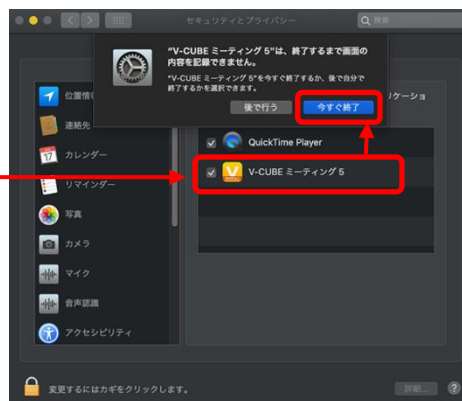 セキュリティとプライバシー
検索
"V-CUBE ミーティング 5"は、終了するまで画面の
内容を記録できません。
"V-CUBE ミーティング 5"を今すぐ終了するか、後で自分で
終了するかを選択できます。
後で行う
今すぐ終了
位置情
ケーショ
連絡先
カレンダー
17
リマインダー
写真
カメラ
マイク
音声認識
アクセシビリティ
QuickTime Player
V-CUBE ミーティング 5
変更するにはカギをクリックします。
詳細...
?